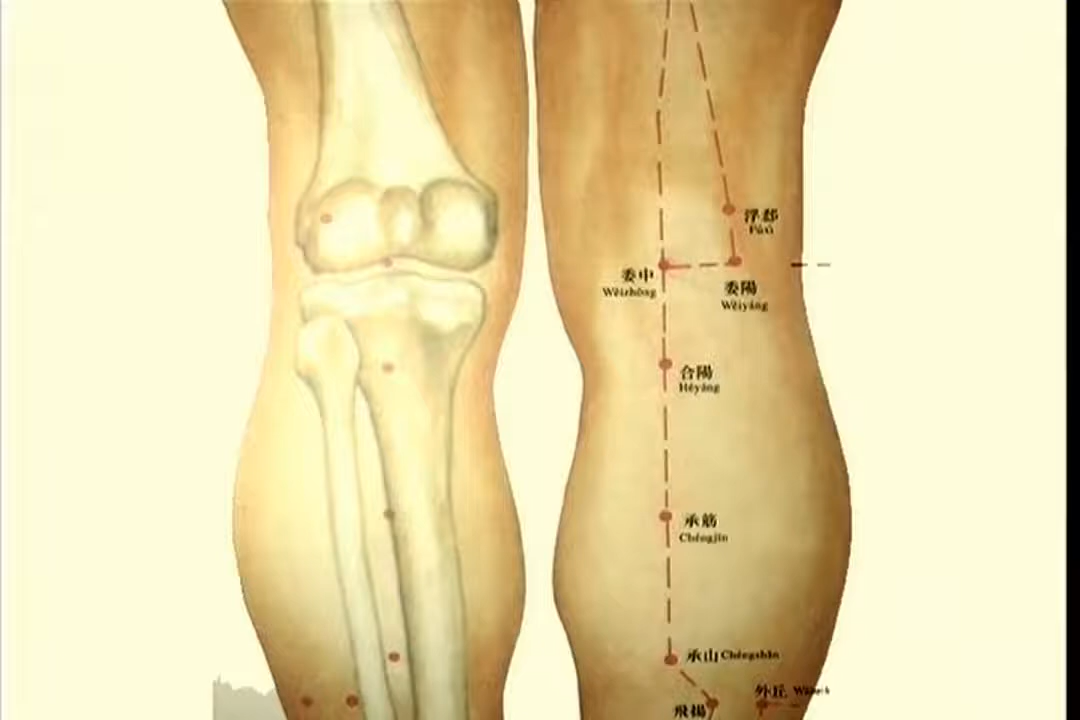 浮郄
Fúxì
委中
Wěizhōng
委陽
Wěiyáng
合陽
Héyáng
承筋
Chéngjīn
承山 Chéngshān
外丘
飛揚